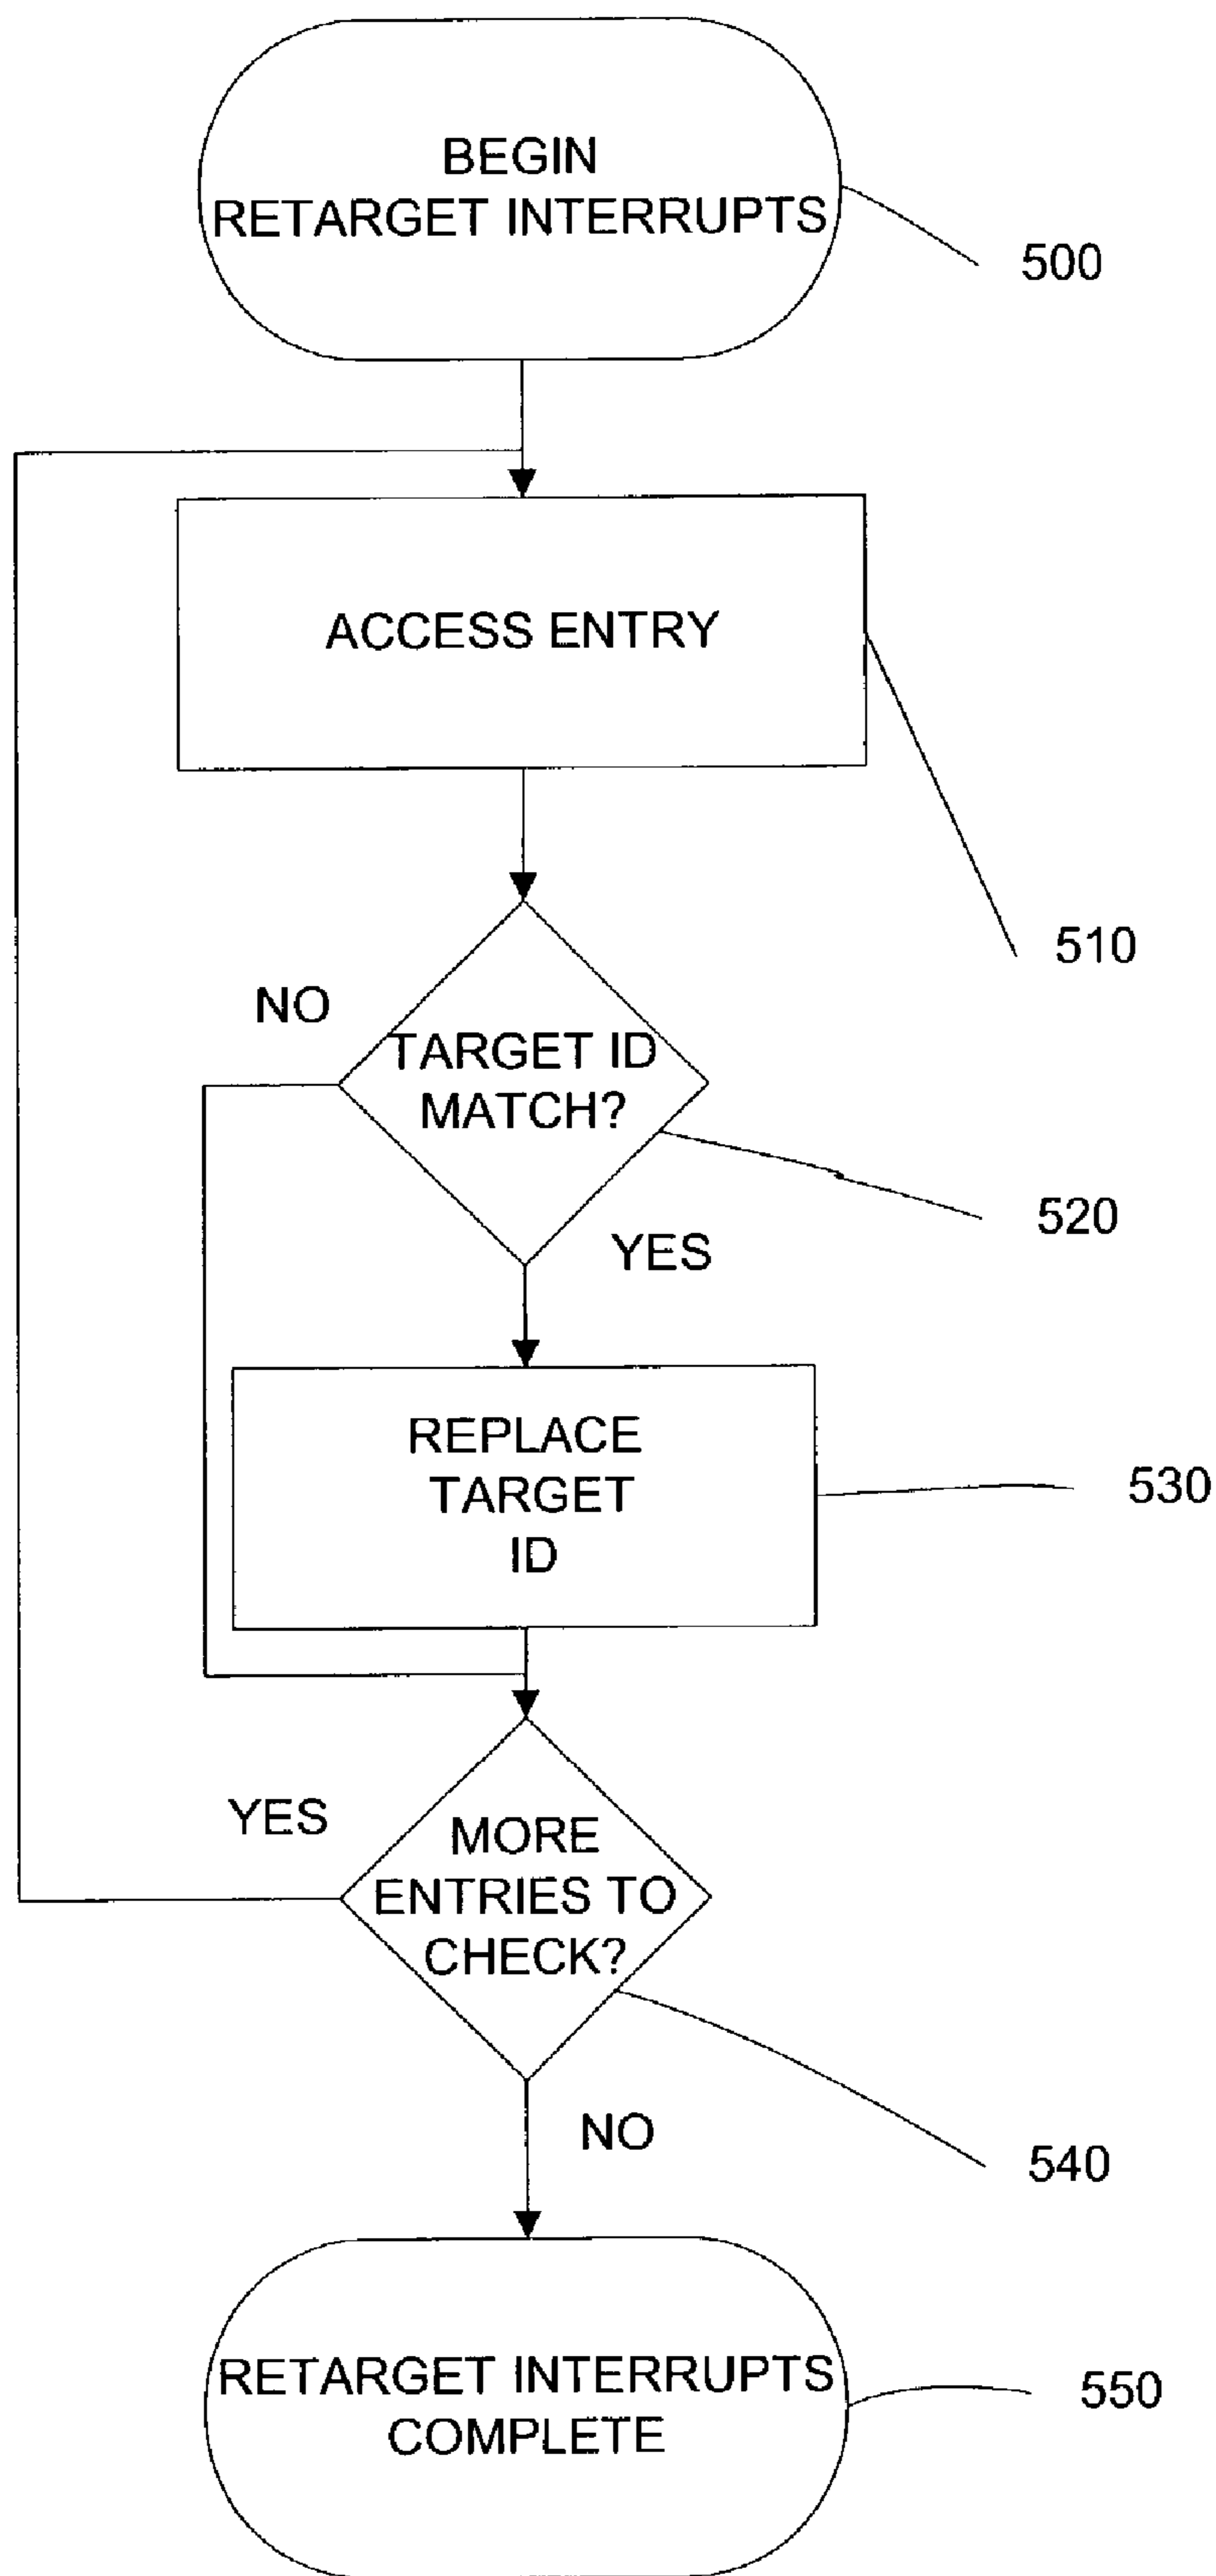 BEGIN
RETARGET INTERRUPTS
500
ACCESS ENTRY
510
NO
TARGET ID
MATCH?
520
YES
REPLACE
TARGET
ID
530
YES
MORE
ENTRIES TO
CHECK?
540
NO
RETARGET INTERRUPTS
COMPLETE
550